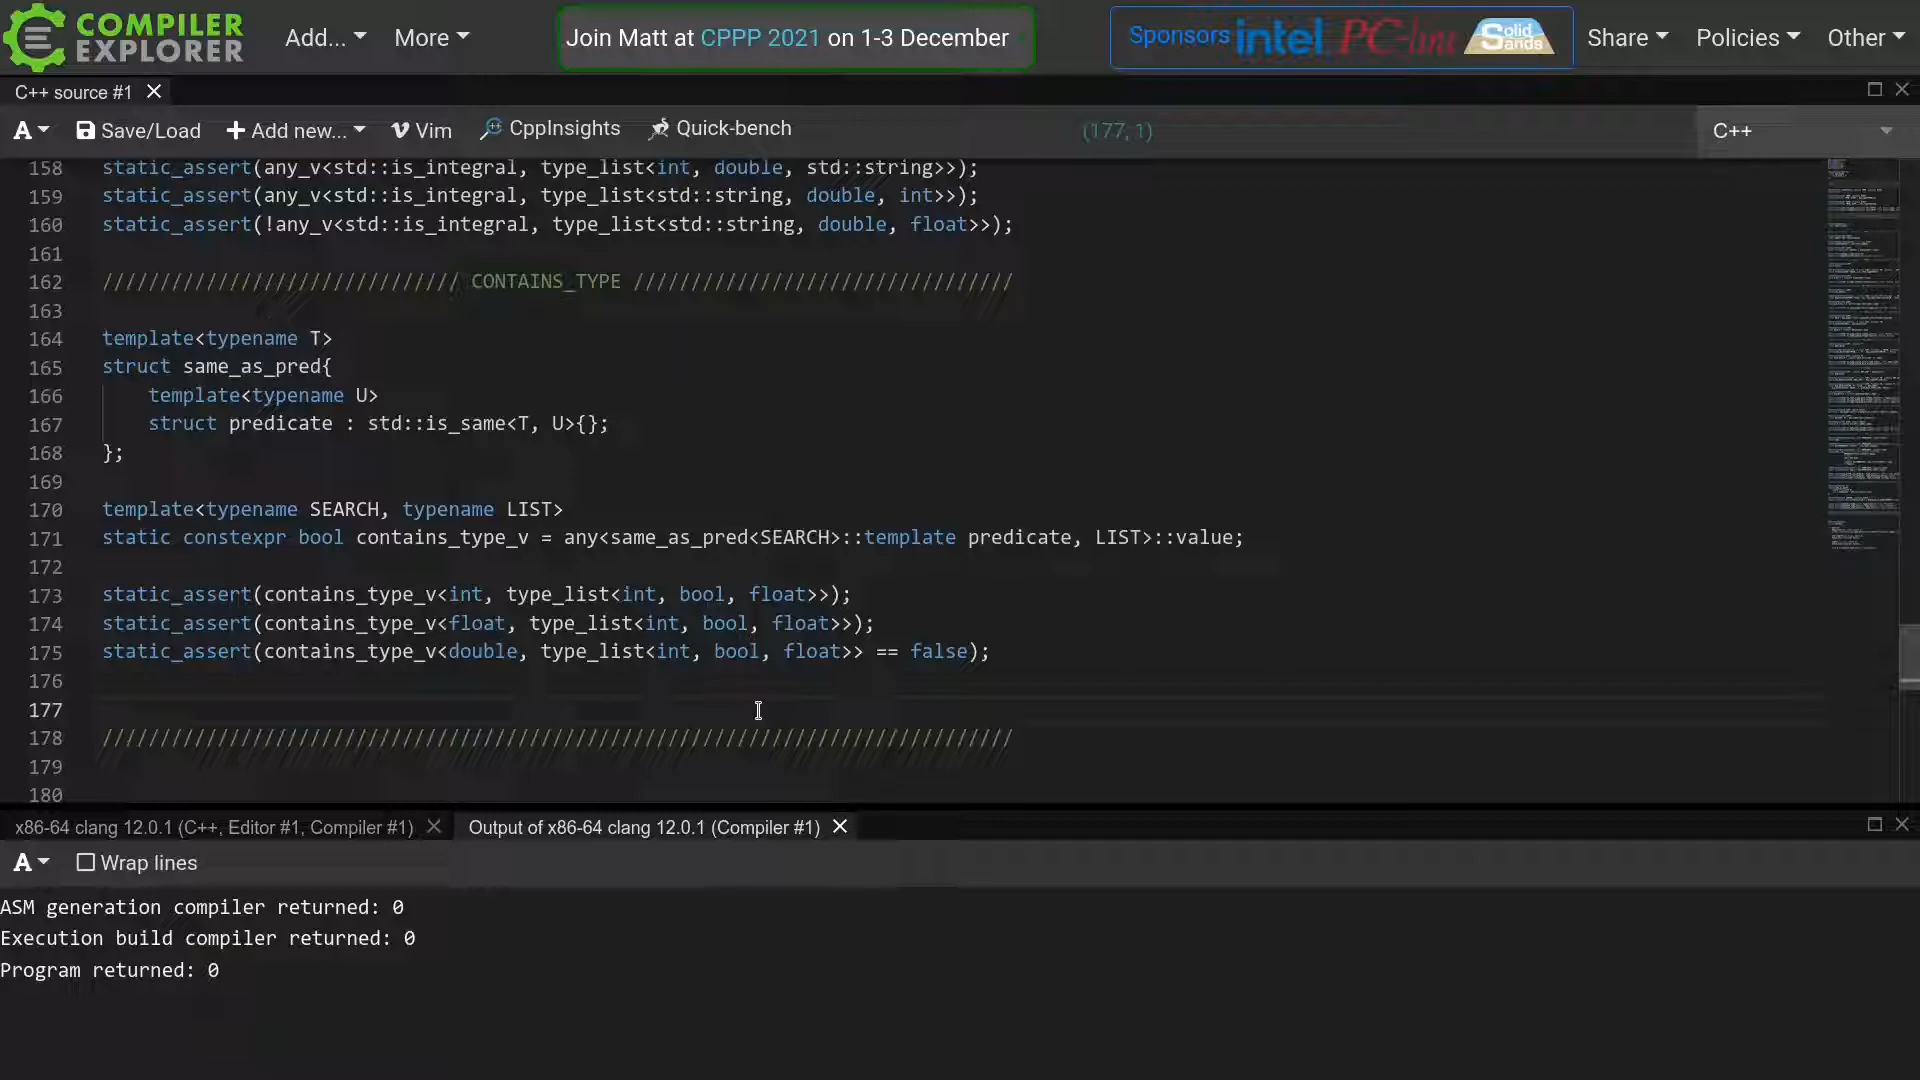 COMPILER EXPLORER Add... More Join Matt at CPPP 2021 on 1-3 December Sponsors intel PC-lint Solid Sands Share Policies Other
C++ source #1
A Save/Load + Add new... Vim CppInsights Quick-bench (177, 1) C++
158 static_assert(any_v<std::is_integral, type_list<int, double, std::string>>);
159 static_assert(any_v<std::is_integral, type_list<std::string, double, int>>);
160 static_assert(!any_v<std::is_integral, type_list<std::string, double, float>>);
161
162 /////////////////////////////// CONTAINS_TYPE /////////////////////////////////
163
164 template<typename T>
165 struct same_as_pred{
166     template<typename U>
167     struct predicate : std::is_same<T, U>{};
168 };
169
170 template<typename SEARCH, typename LIST>
171 static constexpr bool contains_type_v = any<same_as_pred<SEARCH>::template predicate, LIST>::value;
172
173 static_assert(contains_type_v<int, type_list<int, bool, float>>);
174 static_assert(contains_type_v<float, type_list<int, bool, float>>);
175 static_assert(contains_type_v<double, type_list<int, bool, float>> == false);
176
177
178 ///////////////////////////////////////////////////////////////////////////////
179
180
x86-64 clang 12.0.1 (C++, Editor #1, Compiler #1) Output of x86-64 clang 12.0.1 (Compiler #1)
A Wrap lines
ASM generation compiler returned: 0
Execution build compiler returned: 0
Program returned: 0